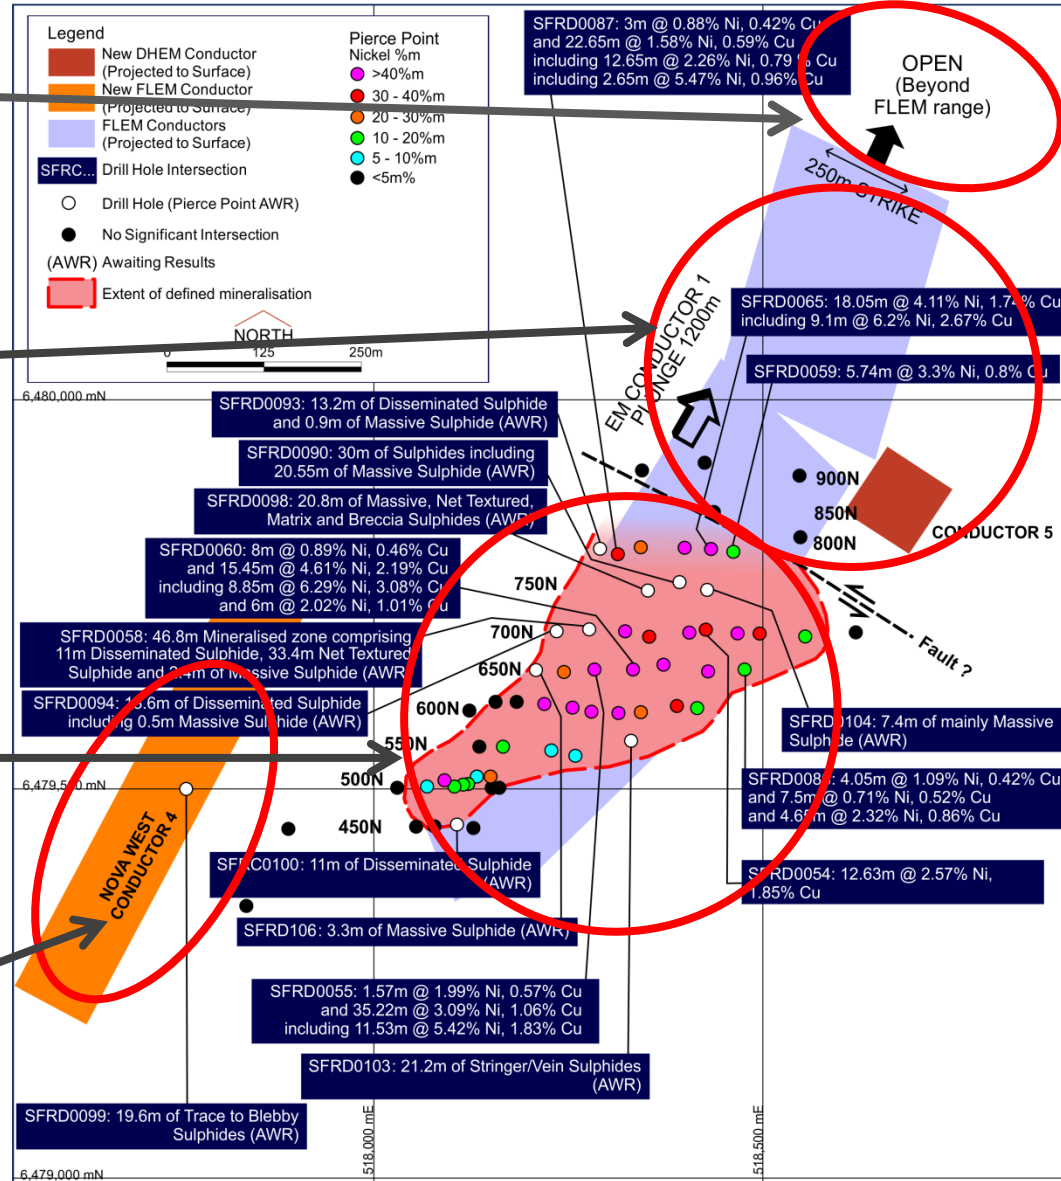 Legend
New DHEM Conductor
(Projected to Surface)
New FLEM Conductor
(Projected to Surface)
FLEM Conductors
(Projected to Surface)
SFRC... Drill Hole Intersection
Drill Hole (Pierce Point AWR)
No Significant Intersection
(AWR) Awaiting Results
Extent of defined mineralisation
NORTH
0 125 250m
Pierce Point
Nickel %m
>40%m
30 - 40%m
20 - 30%m
10 - 20%m
5 - 10%m
<5m%
SFRD0087: 3m @ 0.88% Ni, 0.42% Cu
and 22.65m @ 1.58% Ni, 0.59% Cu
including 12.65m @ 2.26% Ni, 0.79 % Cu
including 2.65m @ 5.47% Ni, 0.96% Cu
OPEN
(Beyond
FLEM range)
250m STRIKE
EM CONDUCTOR 1
PLUNGE 1200m
SFRD0065: 18.05m @ 4.11% Ni, 1.74% Cu
including 9.1m @ 6.2% Ni, 2.67% Cu
SFRD0059: 5.74m @ 3.3% Ni, 0.8% Cu
6,480,000 mN
SFRD0093: 13.2m of Disseminated Sulphide
and 0.9m of Massive Sulphide (AWR)
SFRD0090: 30m of Sulphides including
20.55m of Massive Sulphide (AWR)
SFRD0098: 20.8m of Massive, Net Textured,
Matrix and Breccia Sulphides (AWR)
SFRD0060: 8m @ 0.89% Ni, 0.46% Cu
and 15.45m @ 4.61% Ni, 2.19% Cu
including 8.85m @ 6.29% Ni, 3.08% Cu
and 6m @ 2.02% Ni, 1.01% Cu
SFRD0058: 46.8m Mineralised zone comprising
11m Disseminated Sulphide, 33.4m Net Textured
Sulphide and 2.4m of Massive Sulphide (AWR)
SFRD0094: of Disseminated Sulphide
including 0.5m Massive Sulphide (AWR)
900N
850N
800N
CONDUCTOR 5
750N
700N
650N
600N
550N
500N
450N
Fault ?
SFRD0104: 7.4m of mainly Massive
Sulphide (AWR)
4.05m @ 1.09% Ni, 0.42% Cu
and 7.5m @ 0.71% Ni, 0.52% Cu
and 4.65m @ 2.32% Ni, 0.86% Cu
SFRD0054: 12.63m @ 2.57% Ni,
1.85% Cu
6,479,500 mN
NOVA WEST
CONDUCTOR 4
SFRC0100: 11m of Disseminated Sulphide
(AWR)
SFRD106: 3.3m of Massive Sulphide (AWR)
SFRD0055: 1.57m @ 1.99% Ni, 0.57% Cu
and 35.22m @ 3.09% Ni, 1.06% Cu
including 11.53m @ 5.42% Ni, 1.83% Cu
SFRD0103: 21.2m of Stringer/Vein Sulphides
(AWR)
SFRD0099: 19.6m of Trace to Blebby
Sulphides (AWR)
518,000 mE
518,500 mE
6,479,000 mN